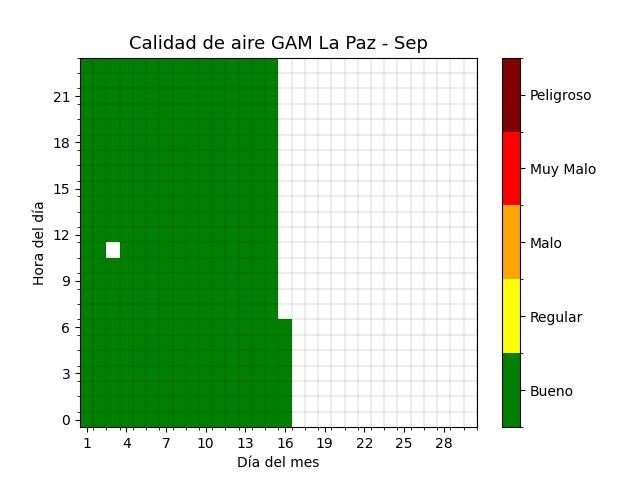 Calidad de aire GAM La Paz - Sep
Hora del día
21
18
15
12
9
6
3
0
1 4 7 10 13 16 19 22 25 28
Día del mes
Peligroso
Muy Malo
Malo
Regular
Bueno